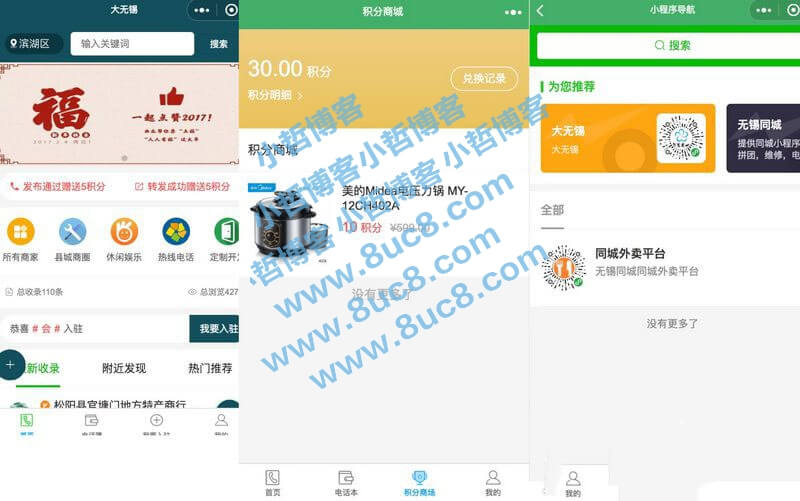 大无锡
滨湖区
输入关键词
搜索
福
一起点赞2017！
发布通过赠送5积分
转发成功赠送5积分
所有商家
县城商圈
休闲娱乐
热线电话
定制开
总收录110条
总浏览427
恭喜 # 会 # 入驻
我要入驻
+
新收录
附近发现
热门推荐
松阳县官塘门地方特产商行
首页
电话簿
我要入驻
我的
积分商城
30.00 积分
积分明细 >
兑换记录
积分商城
Midea
美的Midea电压力锅 MY-
12CH402A
10 积分 ¥599.00
没有更多了
小哲博客 小哲博客 小哲博客
小哲博客 小哲博客 小哲博客
www.8uc8.com
www.8uc8.com
www.8uc8.com
首页
电话本
积分商场
我的
小程序导航
搜索
为您推荐
大无锡
大无锡
无锡同城
提供同城小程序
拼团，维修，电
全部
同城外卖平台
无锡同城同城外卖平台
没有更多了
我的